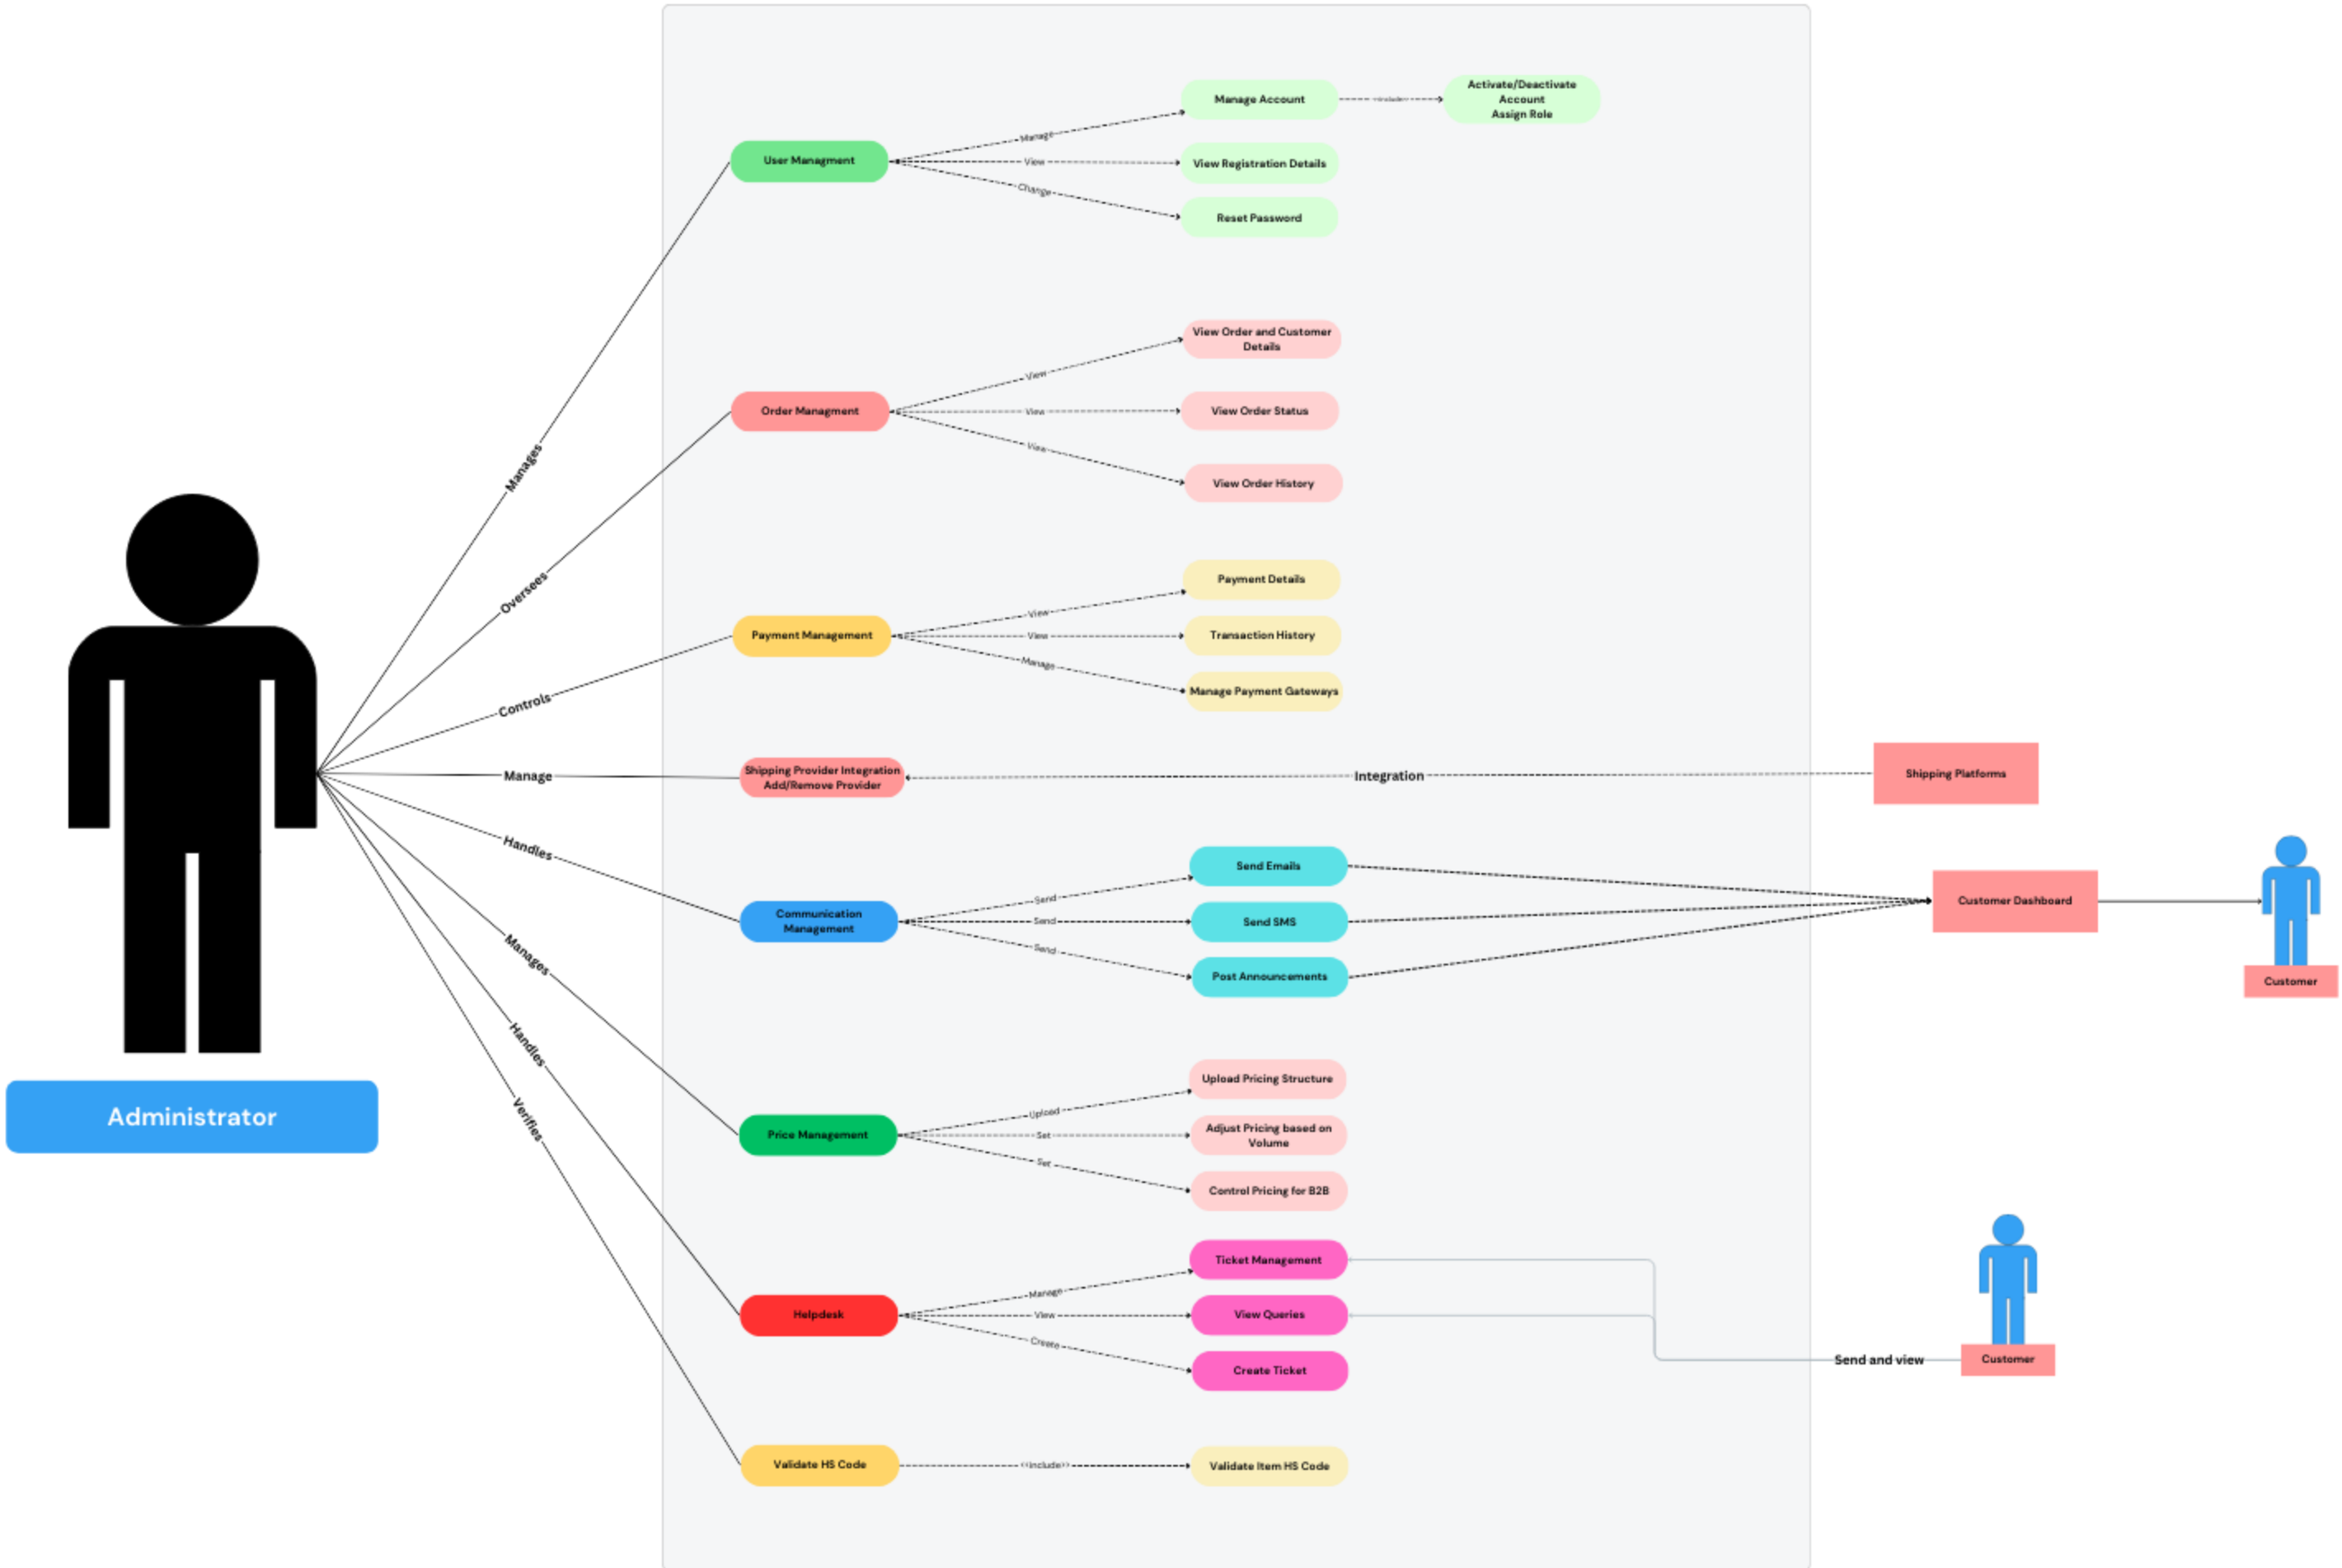 Manage Account
<<include>>
Activate/Deactivate
Account
Assign Role
Manage
User Managment
View
View Registration Details
Change
Reset Password
View Order and Customer
Details
View
Order Managment
View
View Order Status
View
View Order History
Manages
Oversees
Payment Details
View
Payment Management
View
Transaction History
Manage
Manage Payment Gateways
Controls
Manage
Shipping Provider Integration
Add/Remove Provider
Integration
Shipping Platforms
Handles
Send Emails
Send
Communication
Management
Send
Send SMS
Send
Post Announcements
Customer Dashboard
Customer
Manages
Handles
Verifies
Administrator
Upload Pricing Structure
Upload
Price Management
Set
Adjust Pricing based on
Volume
Set
Control Pricing for B2B
Ticket Management
Manage
Helpdesk
View
View Queries
Create
Create Ticket
Send and view
Customer
Validate HS Code
<<include>>
Validate Item HS Code